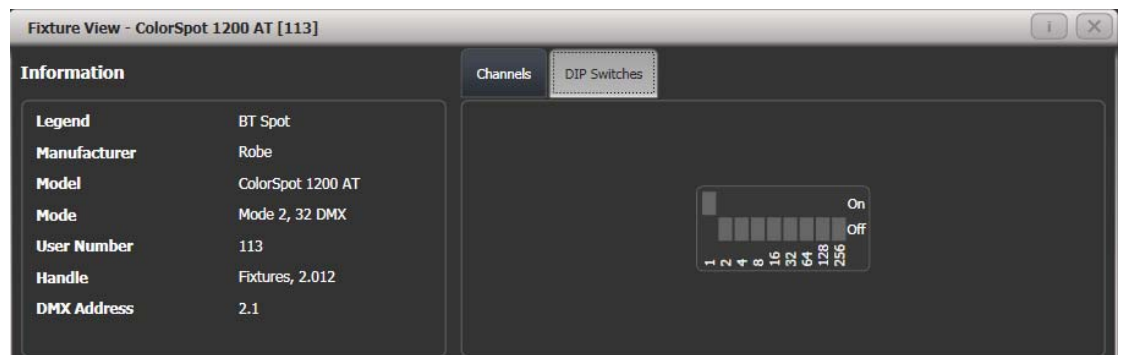 Fixture View - ColorSpot 1200 AT [113]
i
X
Information
Channels
DIP Switches
Legend BT Spot
Manufacturer Robe
Model ColorSpot 1200 AT
Mode Mode 2, 32 DMX
User Number 113
Handle Fixtures, 2.012
DMX Address 2.1
On
Off
1 2 4 8 16 32 64 128 256